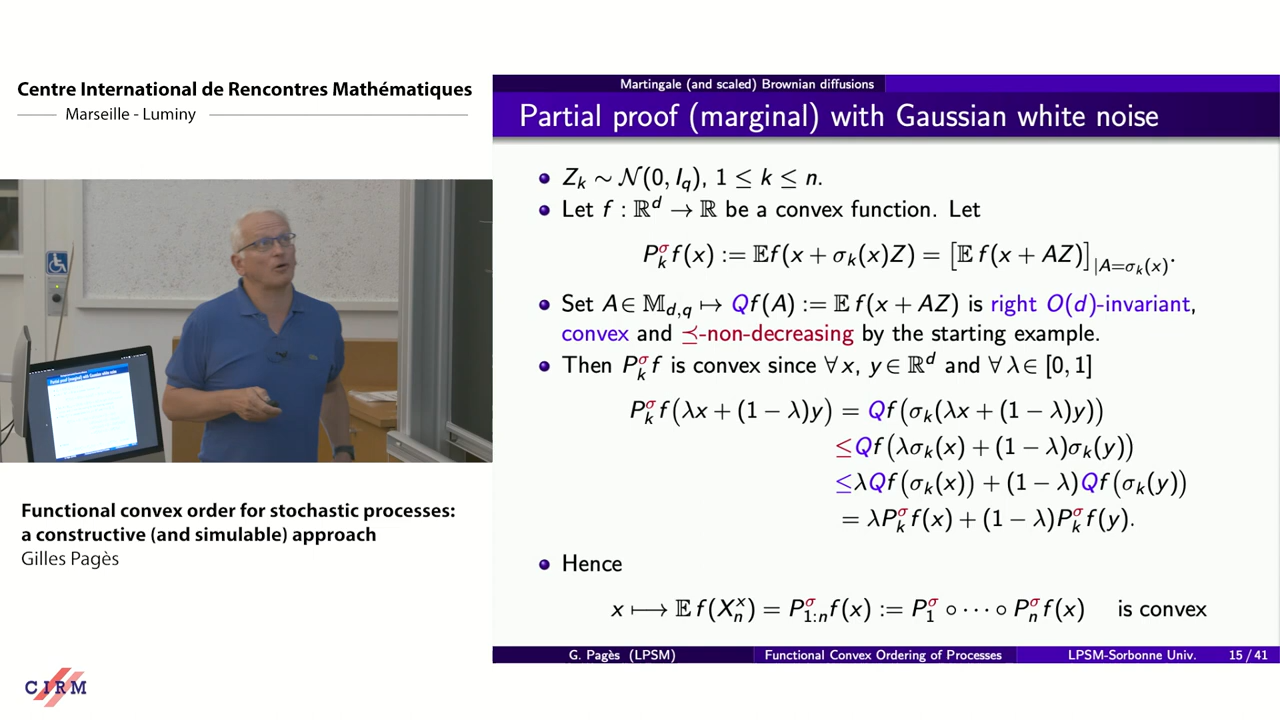 Centre International de Rencontres Mathématiques
Marseille - Luminy
Martingale (and scaled) Brownian diffusions
Partial proof (marginal) with Gaussian white noise
• Z_k ∼ 𝒩(0, I_q), 1 ≤ k ≤ n.
• Let f : ℝ^d → ℝ be a convex function. Let
P_k^σ f(x) := 𝔼f(x + σ_k(x)Z) = [𝔼 f(x + AZ)]_{|A=σ_k(x)}.
• Set A ∈ 𝕄_{d,q} ↦ Qf(A) := 𝔼 f(x + AZ) is right O(d)-invariant,
convex and ⪯-non-decreasing by the starting example.
• Then P_k^σ f is convex since ∀ x, y ∈ ℝ^d and ∀ λ ∈ [0, 1]
P_k^σ f(λx + (1 − λ)y) = Qf(σ_k(λx + (1 − λ)y))
≤ Qf(λσ_k(x) + (1 − λ)σ_k(y))
≤ λQf(σ_k(x)) + (1 − λ)Qf(σ_k(y))
= λP_k^σ f(x) + (1 − λ)P_k^σ f(y).
• Hence
x ⟼ 𝔼 f(X_n^x) = P_{1:n}^σ f(x) := P_1^σ ∘ ⋯ ∘ P_n^σ f(x) is convex
G. Pagès (LPSM) Functional Convex Ordering of Processes LPSM-Sorbonne Univ. 15 / 41
Functional convex order for stochastic processes:
a constructive (and simulable) approach
Gilles Pagès
CIRM